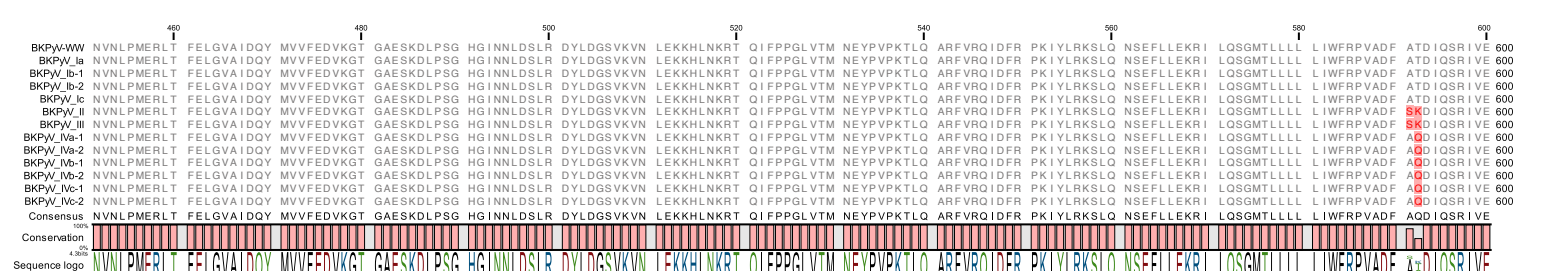 460 480 500 520 540 560 580 600
BKPyV-WW NVNLPMERLT FELGVAIDQY MVVFEDVKGT GAESKDLPSG HGINNLDSLR DYLDGSVKVN LEKKHLNKRT QIFPPGLVTM NEYPVPKTLQ ARFVRQIDFR PKIYLRKSLQ NSEFLLEKRI LQSGMTLLLL LIWFRPVADF ATDIQSRIVE 600
BKPyV_Ia NVNLPMERLT FELGVAIDQY MVVFEDVKGT GAESKDLPSG HGINNLDSLR DYLDGSVKVN LEKKHLNKRT QIFPPGLVTM NEYPVPKTLQ ARFVRQIDFR PKIYLRKSLQ NSEFLLEKRI LQSGMTLLLL LIWFRPVADF ATDIQSRIVE 600
BKPyV_Ib-1 NVNLPMERLT FELGVAIDQY MVVFEDVKGT GAESKDLPSG HGINNLDSLR DYLDGSVKVN LEKKHLNKRT QIFPPGLVTM NEYPVPKTLQ ARFVRQIDFR PKIYLRKSLQ NSEFLLEKRI LQSGMTLLLL LIWFRPVADF ATDIQSRIVE 600
BKPyV_Ib-2 NVNLPMERLT FELGVAIDQY MVVFEDVKGT GAESKDLPSG HGINNLDSLR DYLDGSVKVN LEKKHLNKRT QIFPPGLVTM NEYPVPKTLQ ARFVRQIDFR PKIYLRKSLQ NSEFLLEKRI LQSGMTLLLL LIWFRPVADF ATDIQSRIVE 600
BKPyV_Ic NVNLPMERLT FELGVAIDQY MVVFEDVKGT GAESKDLPSG HGINNLDSLR DYLDGSVKVN LEKKHLNKRT QIFPPGLVTM NEYPVPKTLQ ARFVRQIDFR PKIYLRKSLQ NSEFLLEKRI LQSGMTLLLL LIWFRPVADF ATDIQSRIVE 600
BKPyV_II NVNLPMERLT FELGVAIDQY MVVFEDVKGT GAESKDLPSG HGINNLDSLR DYLDGSVKVN LEKKHLNKRT QIFPPGLVTM NEYPVPKTLQ ARFVRQIDFR PKIYLRKSLQ NSEFLLEKRI LQSGMTLLLL LIWFRPVADF SKDIQSRIVE 600
BKPyV_III NVNLPMERLT FELGVAIDQY MVVFEDVKGT GAESKDLPSG HGINNLDSLR DYLDGSVKVN LEKKHLNKRT QIFPPGLVTM NEYPVPKTLQ ARFVRQIDFR PKIYLRKSLQ NSEFLLEKRI LQSGMTLLLL LIWFRPVADF SKDIQSRIVE 600
BKPyV_IVa-1 NVNLPMERLT FELGVAIDQY MVVFEDVKGT GAESKDLPSG HGINNLDSLR DYLDGSVKVN LEKKHLNKRT QIFPPGLVTM NEYPVPKTLQ ARFVRQIDFR PKIYLRKSLQ NSEFLLEKRI LQSGMTLLLL LIWFRPVADF AQDIQSRIVE 600
BKPyV_IVa-2 NVNLPMERLT FELGVAIDQY MVVFEDVKGT GAESKDLPSG HGINNLDSLR DYLDGSVKVN LEKKHLNKRT QIFPPGLVTM NEYPVPKTLQ ARFVRQIDFR PKIYLRKSLQ NSEFLLEKRI LQSGMTLLLL LIWFRPVADF AQDIQSRIVE 600
BKPyV_IVb-1 NVNLPMERLT FELGVAIDQY MVVFEDVKGT GAESKDLPSG HGINNLDSLR DYLDGSVKVN LEKKHLNKRT QIFPPGLVTM NEYPVPKTLQ ARFVRQIDFR PKIYLRKSLQ NSEFLLEKRI LQSGMTLLLL LIWFRPVADF AQDIQSRIVE 600
BKPyV_IVb-2 NVNLPMERLT FELGVAIDQY MVVFEDVKGT GAESKDLPSG HGINNLDSLR DYLDGSVKVN LEKKHLNKRT QIFPPGLVTM NEYPVPKTLQ ARFVRQIDFR PKIYLRKSLQ NSEFLLEKRI LQSGMTLLLL LIWFRPVADF AQDIQSRIVE 600
BKPyV_IVc-1 NVNLPMERLT FELGVAIDQY MVVFEDVKGT GAESKDLPSG HGINNLDSLR DYLDGSVKVN LEKKHLNKRT QIFPPGLVTM NEYPVPKTLQ ARFVRQIDFR PKIYLRKSLQ NSEFLLEKRI LQSGMTLLLL LIWFRPVADF AQDIQSRIVE 600
BKPyV_IVc-2 NVNLPMERLT FELGVAIDQY MVVFEDVKGT GAESKDLPSG HGINNLDSLR DYLDGSVKVN LEKKHLNKRT QIFPPGLVTM NEYPVPKTLQ ARFVRQIDFR PKIYLRKSLQ NSEFLLEKRI LQSGMTLLLL LIWFRPVADF AQDIQSRIVE 600
Consensus NVNLPMERLT FELGVAIDQY MVVFEDVKGT GAESKDLPSG HGINNLDSLR DYLDGSVKVN LEKKHLNKRT QIFPPGLVTM NEYPVPKTLQ ARFVRQIDFR PKIYLRKSLQ NSEFLLEKRI LQSGMTLLLL LIWFRPVADF AQDIQSRIVE
100%
Conservation
0%
4.3bits
Sequence logo